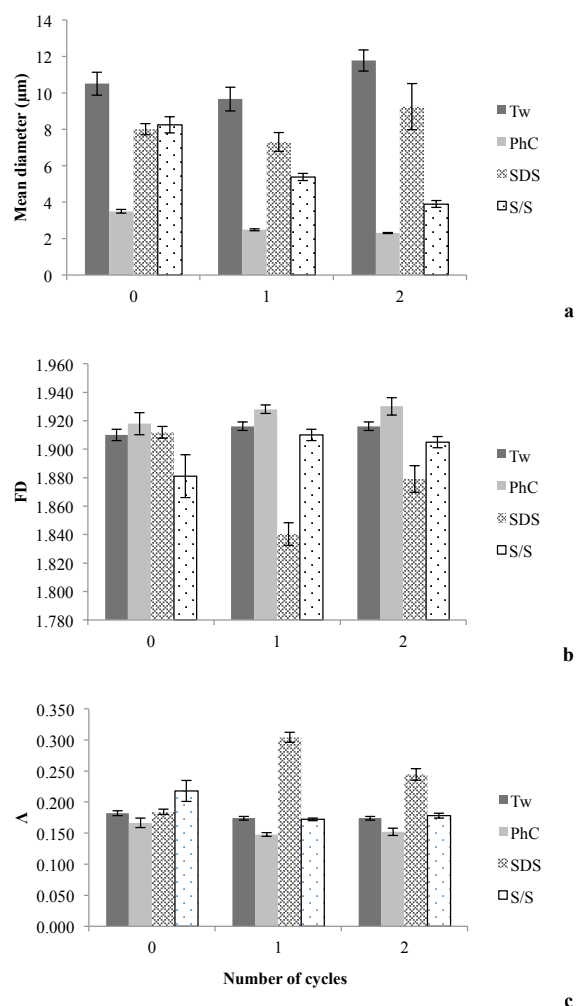 14
12
10
8
6
4
2
0
Mean diameter (µm)
0 1 2
Tw
PhC
SDS
S/S
a
1.960
1.940
1.920
1.900
1.880
1.860
1.840
1.820
1.800
1.780
FD
0 1 2
Tw
PhC
SDS
S/S
b
0.350
0.300
0.250
0.200
0.150
0.100
0.050
0.000
Λ
0 1 2
Number of cycles
Tw
PhC
SDS
S/S
c